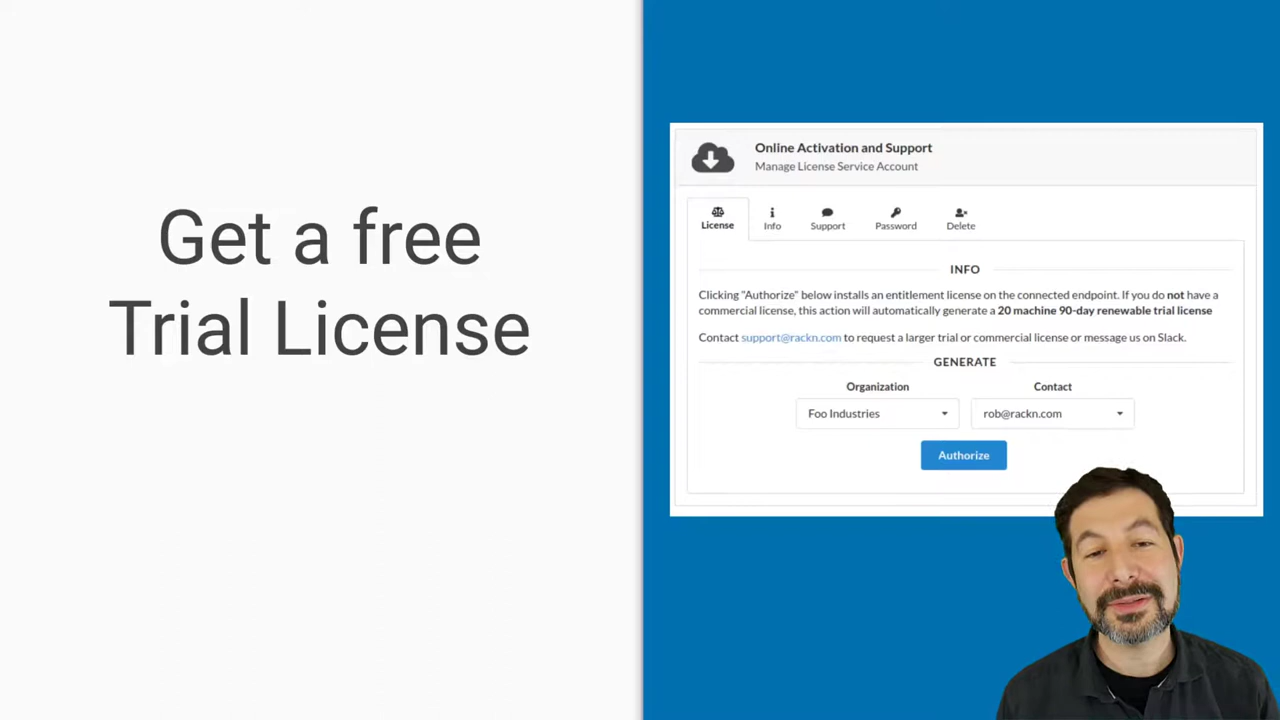 Get a free
Trial License
Online Activation and Support
Manage License Service Account
License
Info
Support
Password
Delete
INFO
Clicking "Authorize" below installs an entitlement license on the connected endpoint. If you do not have a
commercial license, this action will automatically generate a 20 machine 90-day renewable trial license
Contact support@rackn.com to request a larger trial or commercial license or message us on Slack.
GENERATE
Organization
Contact
Foo Industries
rob@rackn.com
Authorize